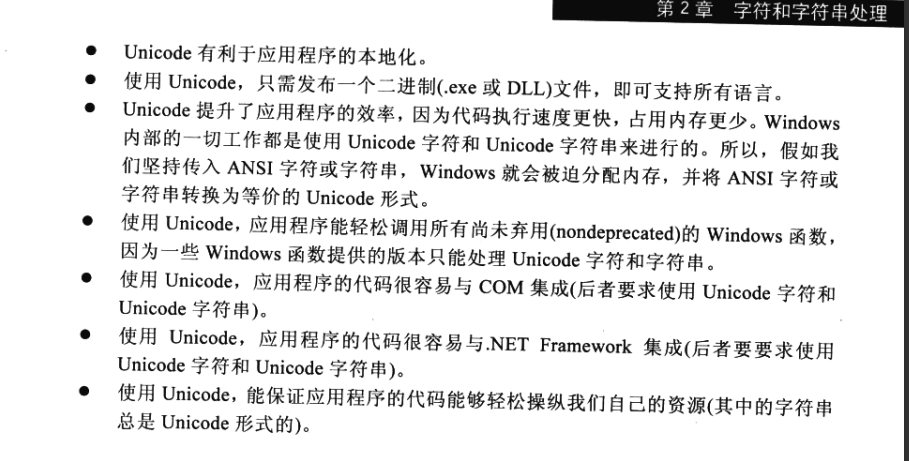 第 2 章 字符和字符串处理
● Unicode 有利于应用程序的本地化。
● 使用 Unicode，只需发布一个二进制(.exe 或 DLL)文件，即可支持所有语言。
● Unicode 提升了应用程序的效率，因为代码执行速度更快，占用内存更少。Windows
内部的一切工作都是使用 Unicode 字符和 Unicode 字符串来进行的。所以，假如我
们坚持传入 ANSI 字符或字符串，Windows 就会被迫分配内存，并将 ANSI 字符或
字符串转换为等价的 Unicode 形式。
● 使用 Unicode，应用程序能轻松调用所有尚未弃用(nondeprecated)的 Windows 函数，
因为一些 Windows 函数提供的版本只能处理 Unicode 字符和字符串。
● 使用 Unicode，应用程序的代码很容易与 COM 集成(后者要求使用 Unicode 字符和
Unicode 字符串)。
● 使用 Unicode，应用程序的代码很容易与.NET Framework 集成(后者要要求使用
Unicode 字符和 Unicode 字符串)。
● 使用 Unicode，能保证应用程序的代码能够轻松操纵我们自己的资源(其中的字符串
总是 Unicode 形式的)。